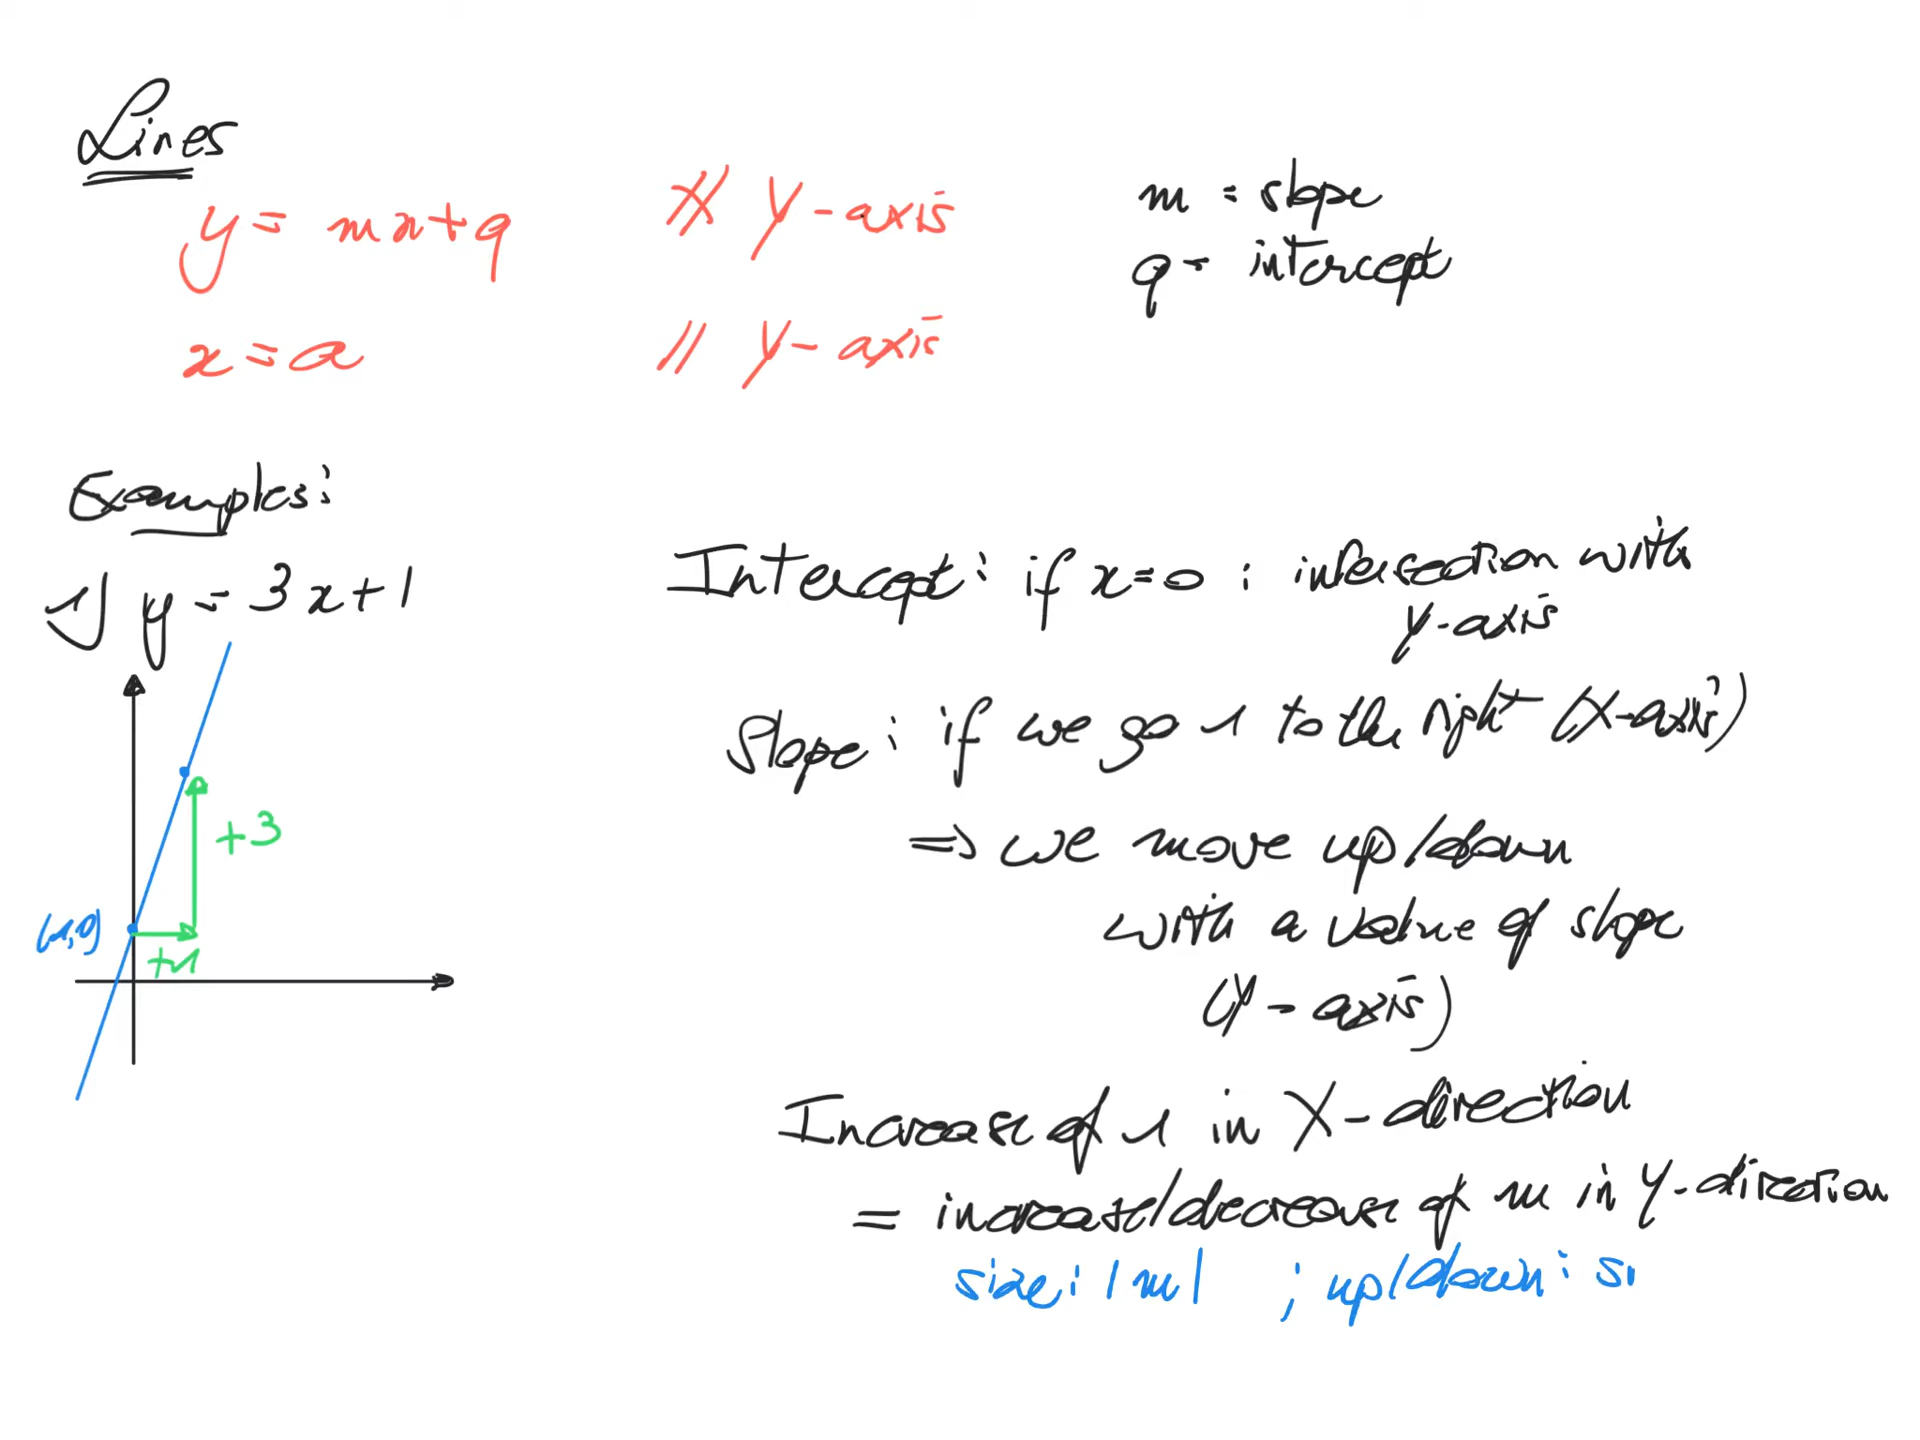 Lines
y = mx+q ∦ y-axis m = slope
q = intercept
x = a // y-axis
Examples:
1) y = 3x+1
Intercept: if x=0 : intersection with
y-axis
Slope: if we go 1 to the right (X-axis)
⇒ we move up/down
with a value of slope
(y-axis)
+3
(1,0)
+1
Increase of 1 in X-direction
= increase/decrease of m in Y-direction
size: |m| ; up/down: si